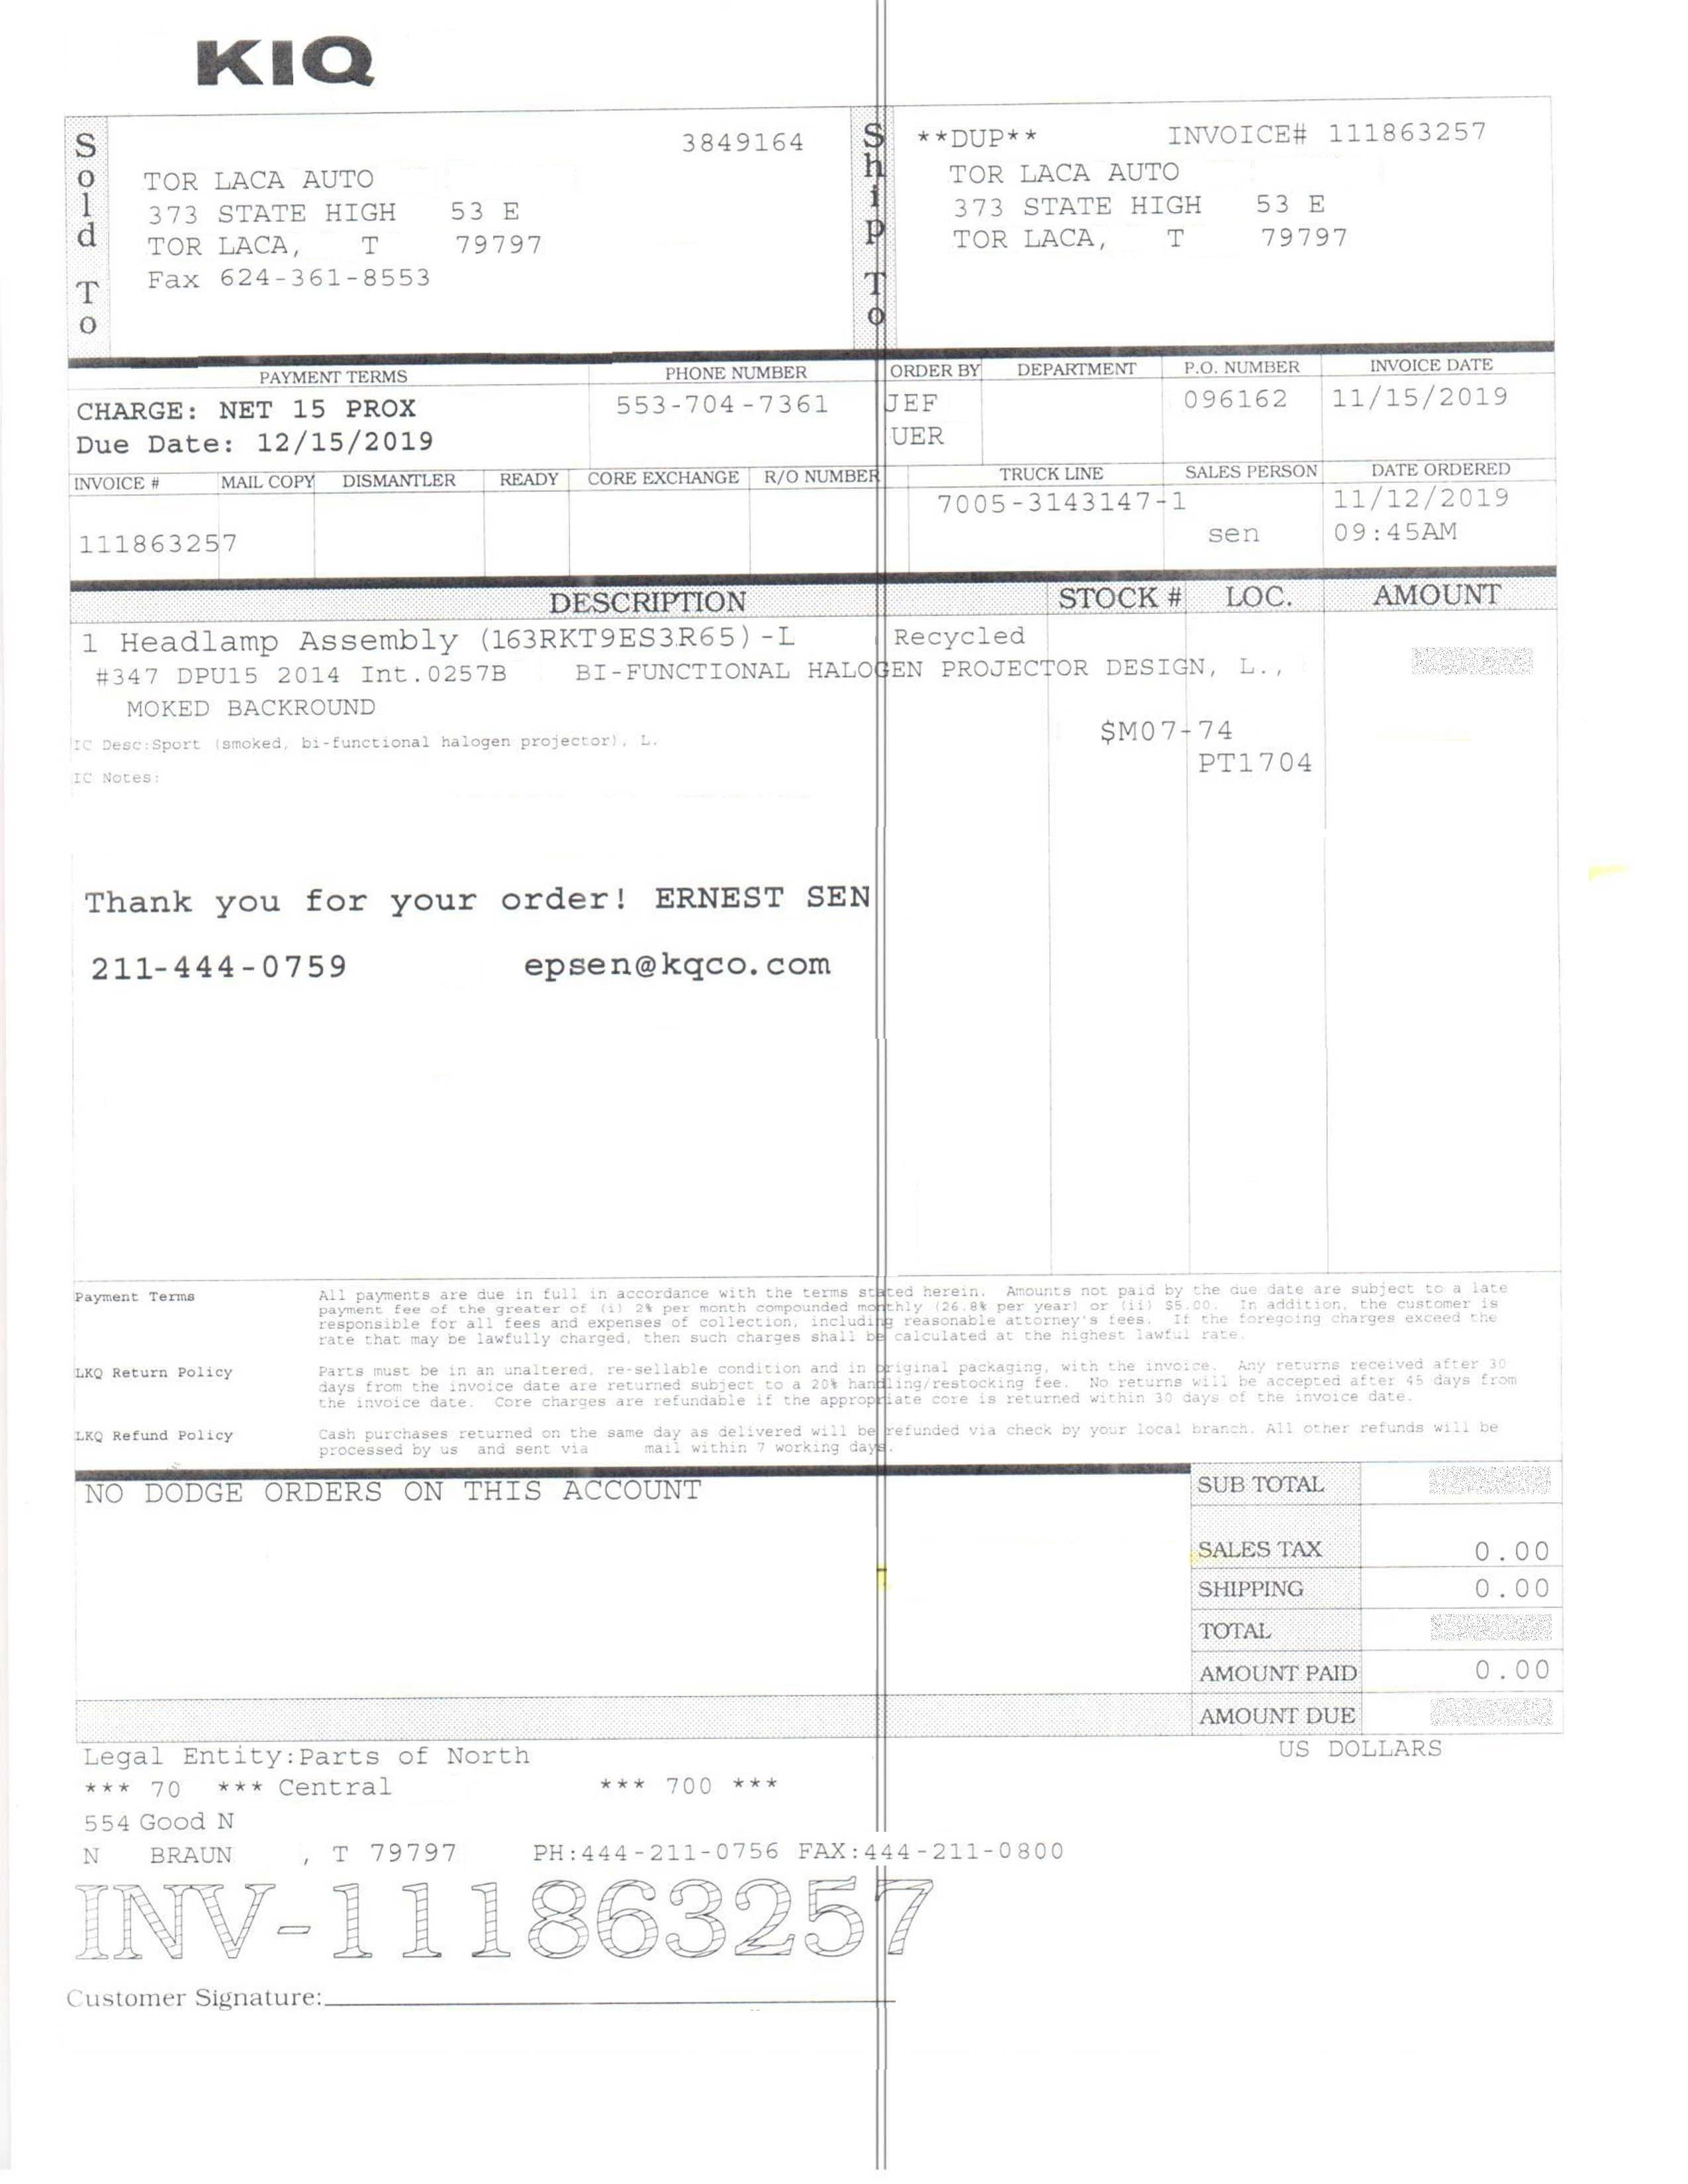 KIQ
Sold To
3849164
TOR LACA AUTO
373 STATE HIGH 53 E
TOR LACA, T 79797
Fax 624-361-8553
Ship To
**DUP** INVOICE# 111863257
TOR LACA AUTO
373 STATE HIGH 53 E
TOR LACA, T 79797
PAYMENT TERMS PHONE NUMBER ORDER BY DEPARTMENT P.O. NUMBER INVOICE DATE
CHARGE: NET 15 PROX 553-704-7361 JEF 096162 11/15/2019
Due Date: 12/15/2019 UER
INVOICE # MAIL COPY DISMANTLER READY CORE EXCHANGE R/O NUMBER TRUCK LINE SALES PERSON DATE ORDERED
7005-3143147-1 11/12/2019
111863257 sen 09:45AM
DESCRIPTION STOCK # LOC. AMOUNT
1 Headlamp Assembly (163RKT9ES3R65)-L Recycled
#347 DPU15 2014 Int.0257B BI-FUNCTIONAL HALOGEN PROJECTOR DESIGN, L.,
MOKED BACKROUND
$M07-74
IC Desc:Sport (smoked, bi-functional halogen projector), L.
PT1704
IC Notes:
Thank you for your order! ERNEST SEN
211-444-0759 epsen@kqco.com
Payment Terms All payments are due in full in accordance with the terms stated herein. Amounts not paid by the due date are subject to a late
payment fee of the greater of (i) 2% per month compounded monthly (26.8% per year) or (ii) $5.00. In addition, the customer is
responsible for all fees and expenses of collection, including reasonable attorney's fees. If the foregoing charges exceed the
rate that may be lawfully charged, then such charges shall be calculated at the highest lawful rate.
LKQ Return Policy Parts must be in an unaltered, re-sellable condition and in original packaging, with the invoice. Any returns received after 30
days from the invoice date are returned subject to a 20% handling/restocking fee. No returns will be accepted after 45 days from
the invoice date. Core charges are refundable if the appropriate core is returned within 30 days of the invoice date.
LKQ Refund Policy Cash purchases returned on the same day as delivered will be refunded via check by your local branch. All other refunds will be
processed by us and sent via mail within 7 working days.
NO DODGE ORDERS ON THIS ACCOUNT
SUB TOTAL
SALES TAX 0.00
SHIPPING 0.00
TOTAL
AMOUNT PAID 0.00
AMOUNT DUE
US DOLLARS
Legal Entity:Parts of North
*** 70 *** Central *** 700 ***
554 Good N
N BRAUN , T 79797 PH:444-211-0756 FAX:444-211-0800
INV-111863257
Customer Signature: